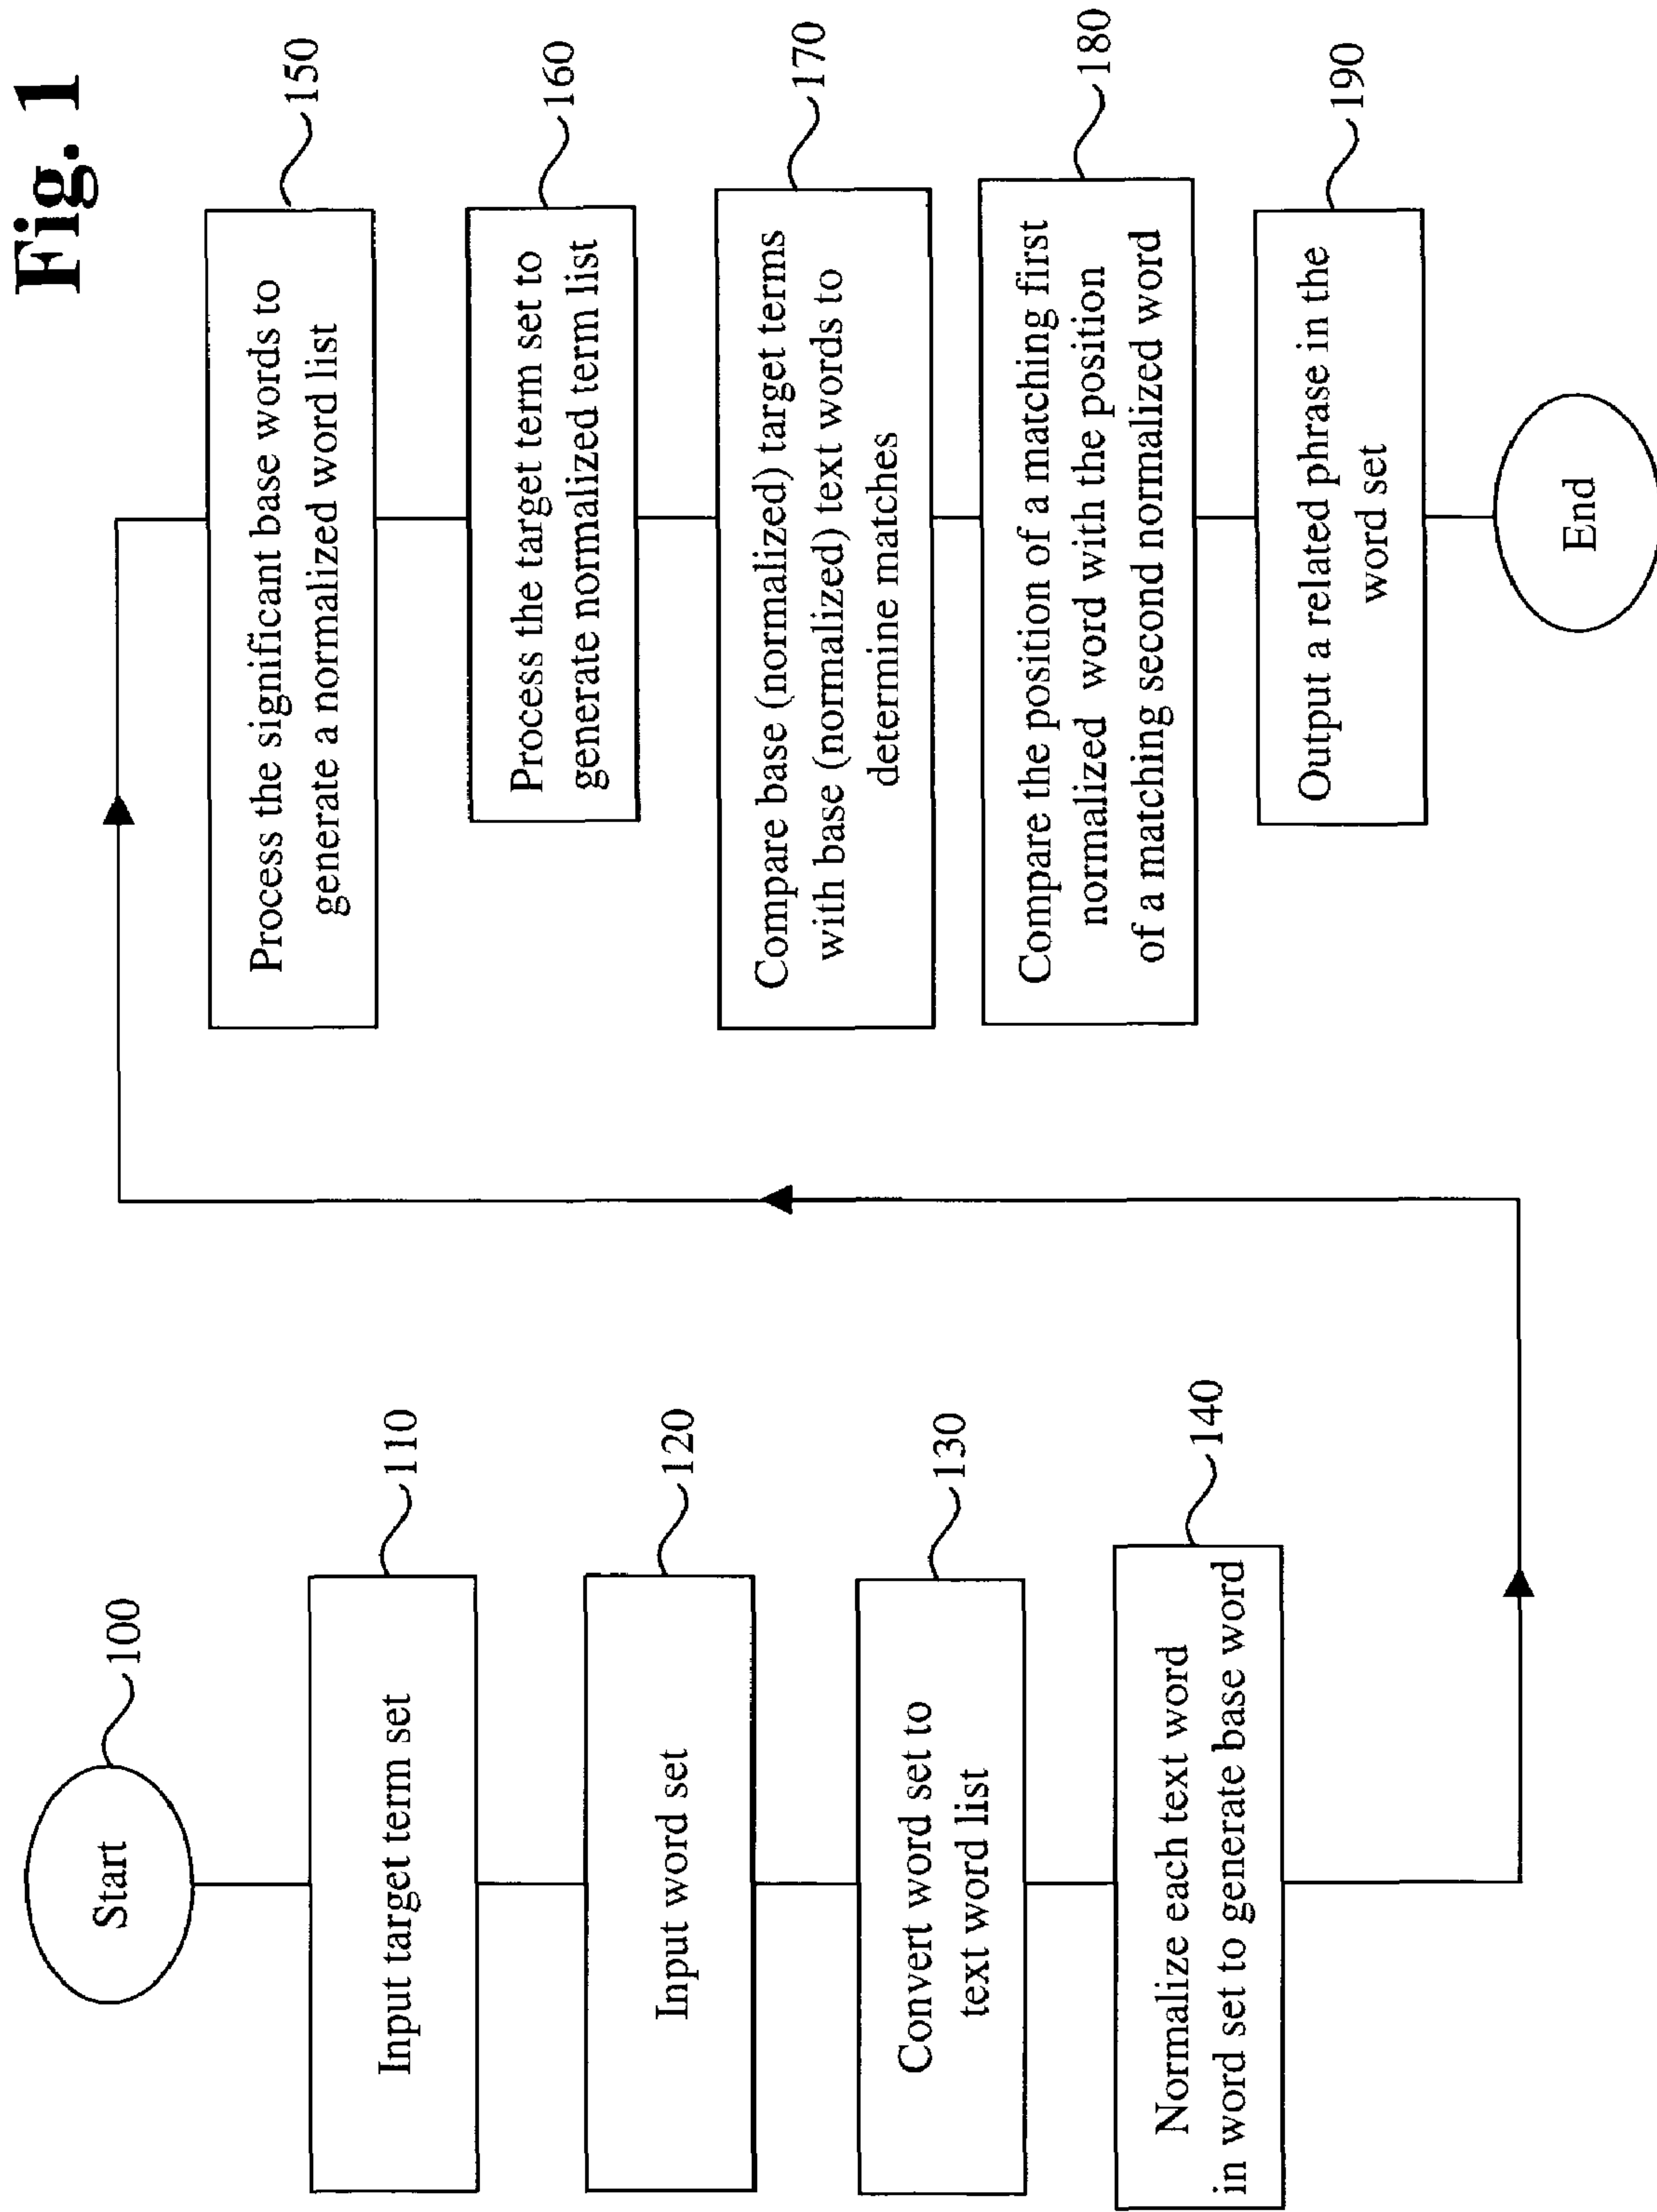 Fig. 1
Start
100
Input target term set
110
Input word set
120
Convert word set to
text word list
130
Normalize each text word
in word set to generate base word
140
Process the significant base words to
generate a normalized word list
150
Process the target term set to
generate normalized term list
160
Compare base (normalized) target terms
with base (normalized) text words to
determine matches
170
Compare the position of a matching first
normalized word with the position
of a matching second normalized word
180
Output a related phrase in the
word set
190
End